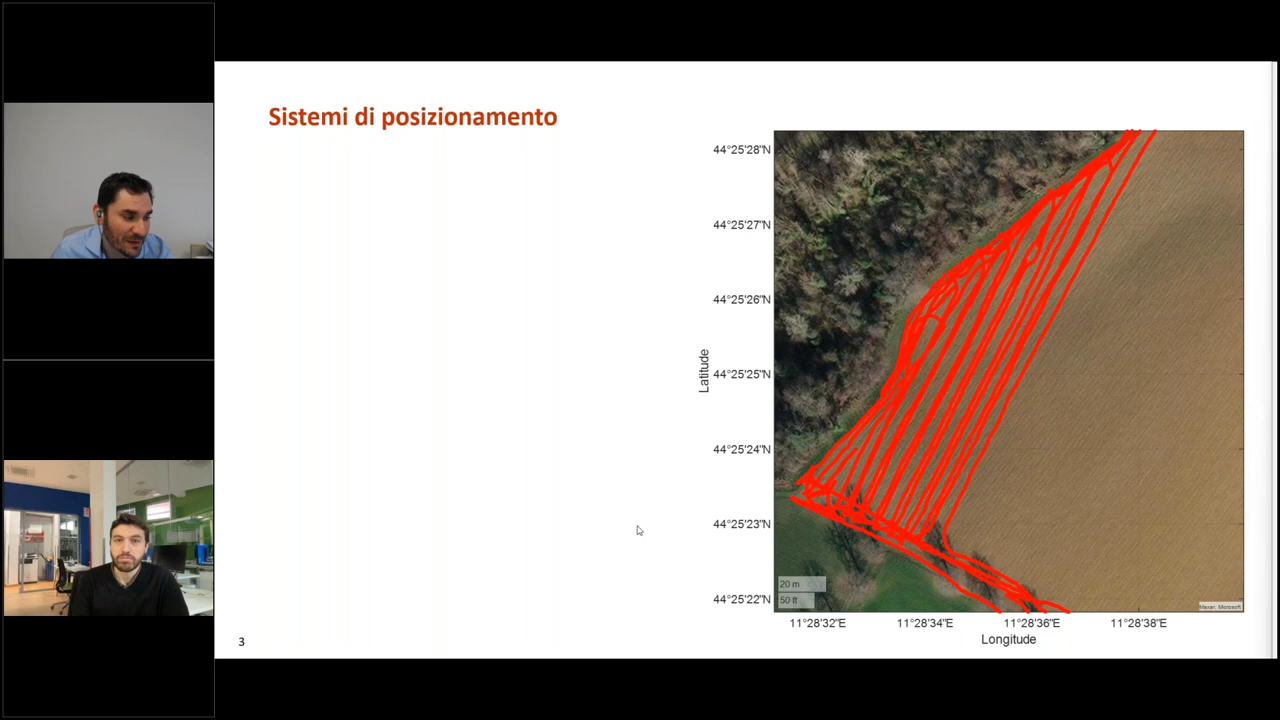 Sistemi di posizionamento
44°25'28"N
44°25'27"N
44°25'26"N
44°25'25"N
44°25'24"N
44°25'23"N
44°25'22"N
Latitude
20 m
50 ft
Maxar, Microsoft
11°28'32"E
11°28'34"E
11°28'36"E
11°28'38"E
Longitude
3